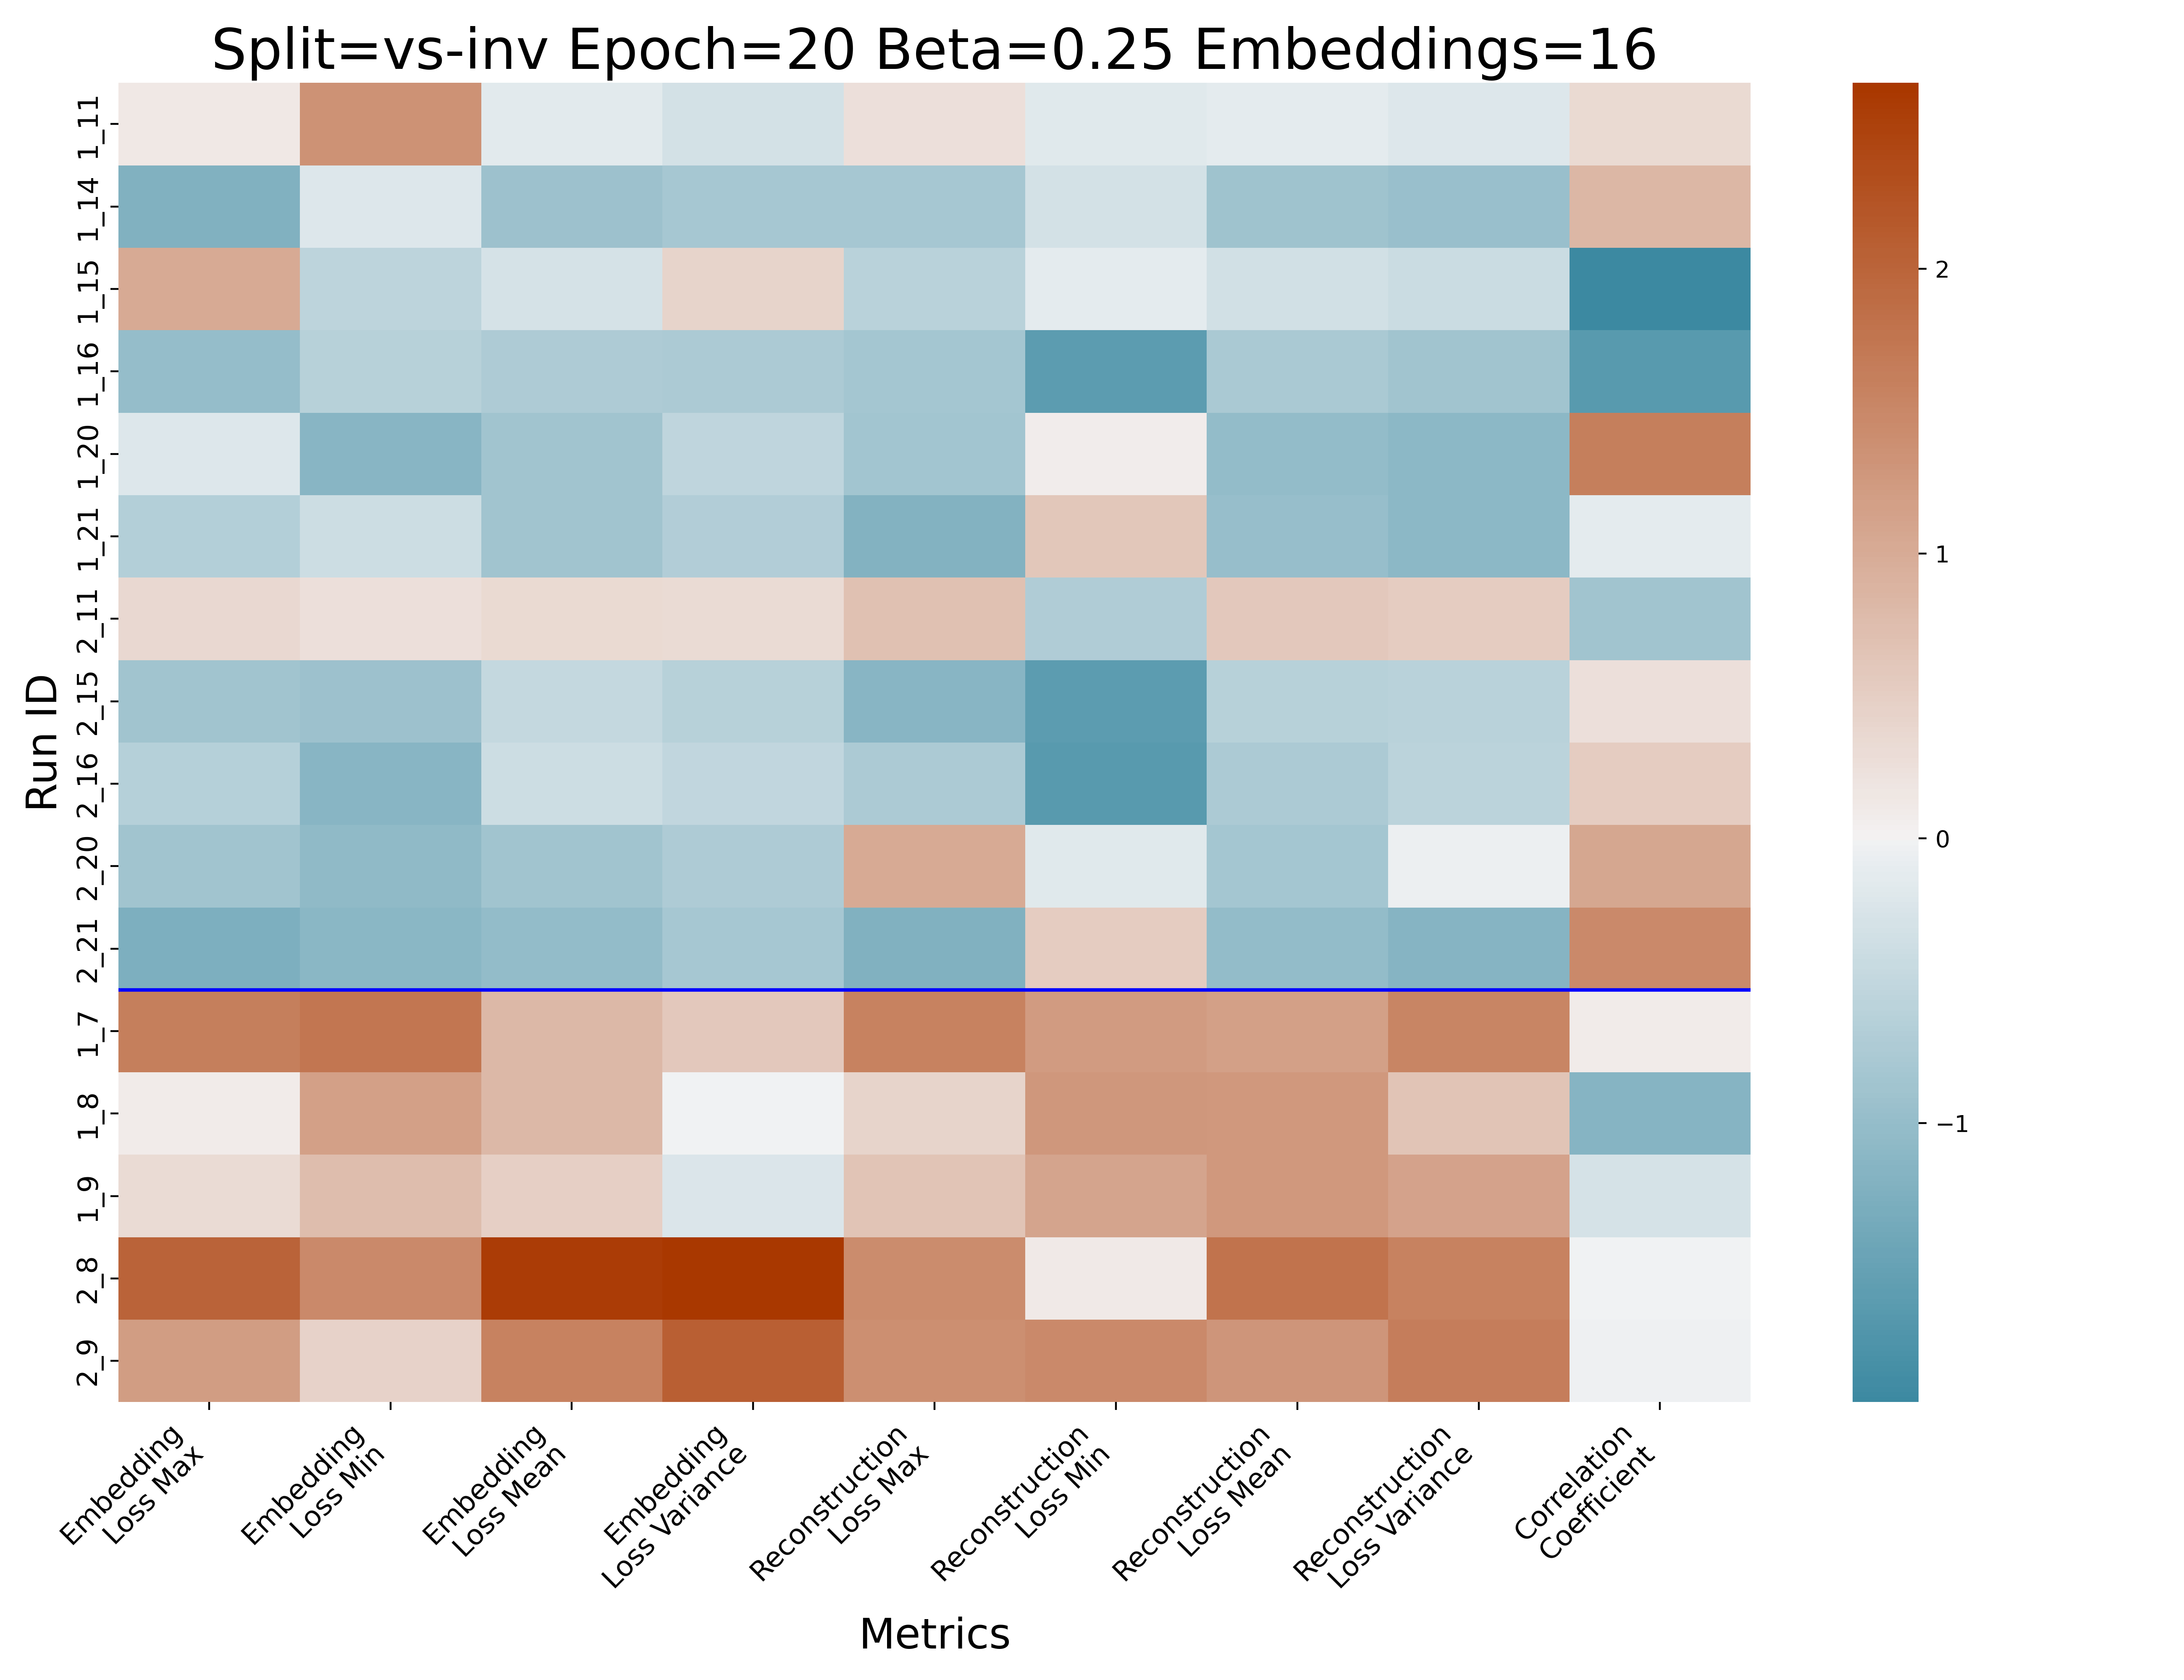 Split=vs-inv Epoch=20 Beta=0.25 Embeddings=16
Run ID
1_11
1_14
1_15
1_16
1_20
1_21
2_11
2_15
2_16
2_20
2_21
1_7
1_8
1_9
2_8
2_9
2
1
0
−1
Embedding
Loss Max
Embedding
Loss Min
Embedding
Loss Mean
Embedding
Loss Variance
Reconstruction
Loss Max
Reconstruction
Loss Min
Reconstruction
Loss Mean
Reconstruction
Loss Variance
Correlation
Coefficient
Metrics